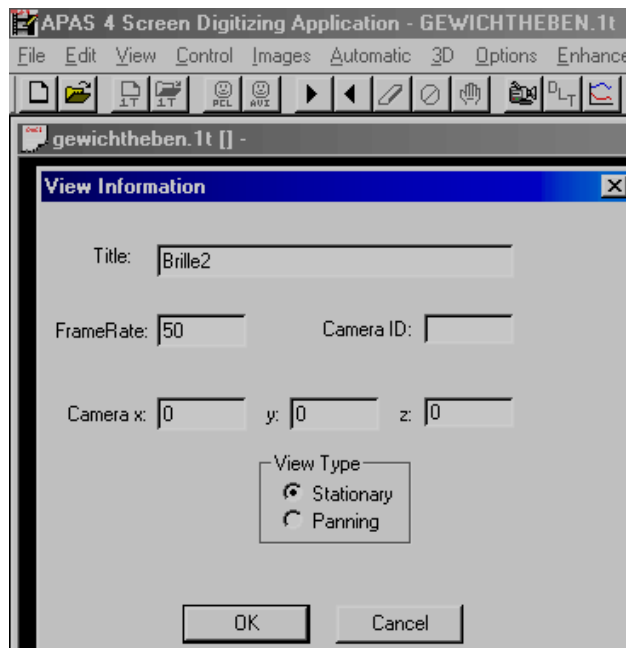 APAS 4 Screen Digitizing Application - GEWICHTHEBEN.1t
File Edit View Control Images Automatic 3D Options Enhance
1T 1T PCL AVI DLT
gewichtheben.1t [] -
View Information
Title: Brille2
FrameRate: 50 Camera ID:
Camera x: 0 y: 0 z: 0
View Type
Stationary
Panning
OK Cancel